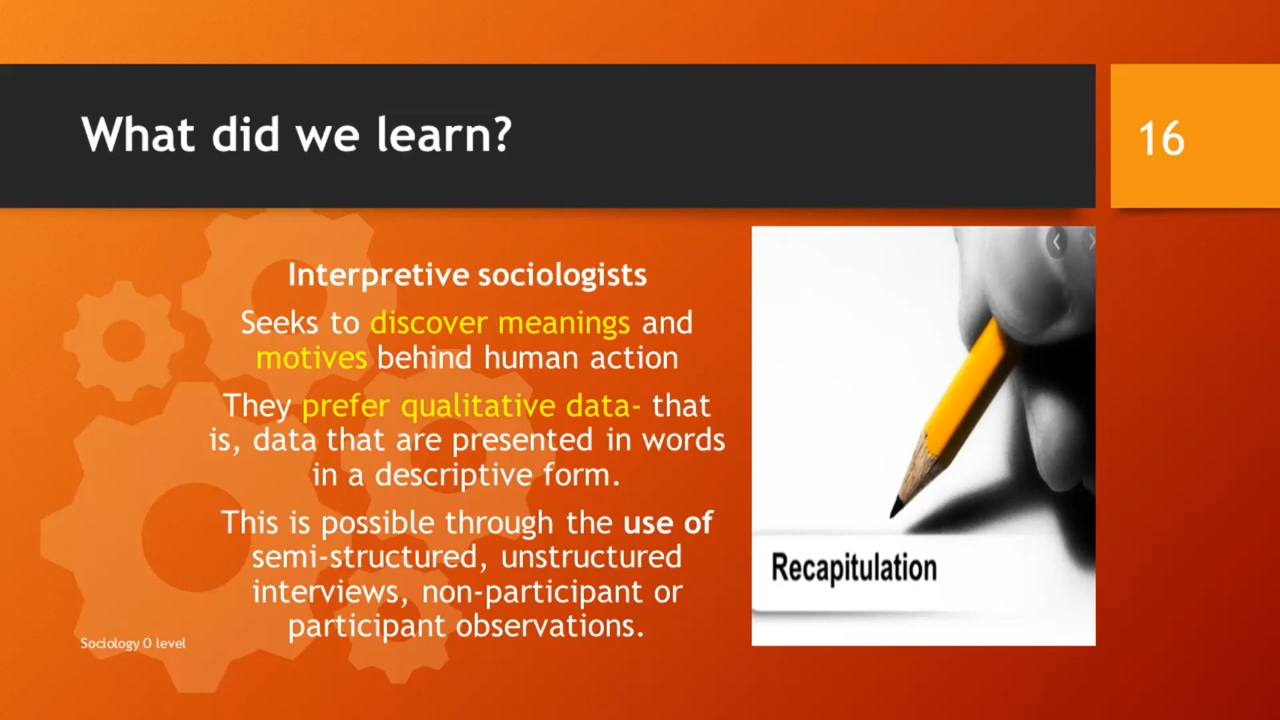 What did we learn?
16
Interpretive sociologists
Seeks to discover meanings and
motives behind human action
They prefer qualitative data- that
is, data that are presented in words
in a descriptive form.
This is possible through the use of
semi-structured, unstructured
interviews, non-participant or
participant observations.
Recapitulation
Sociology O level